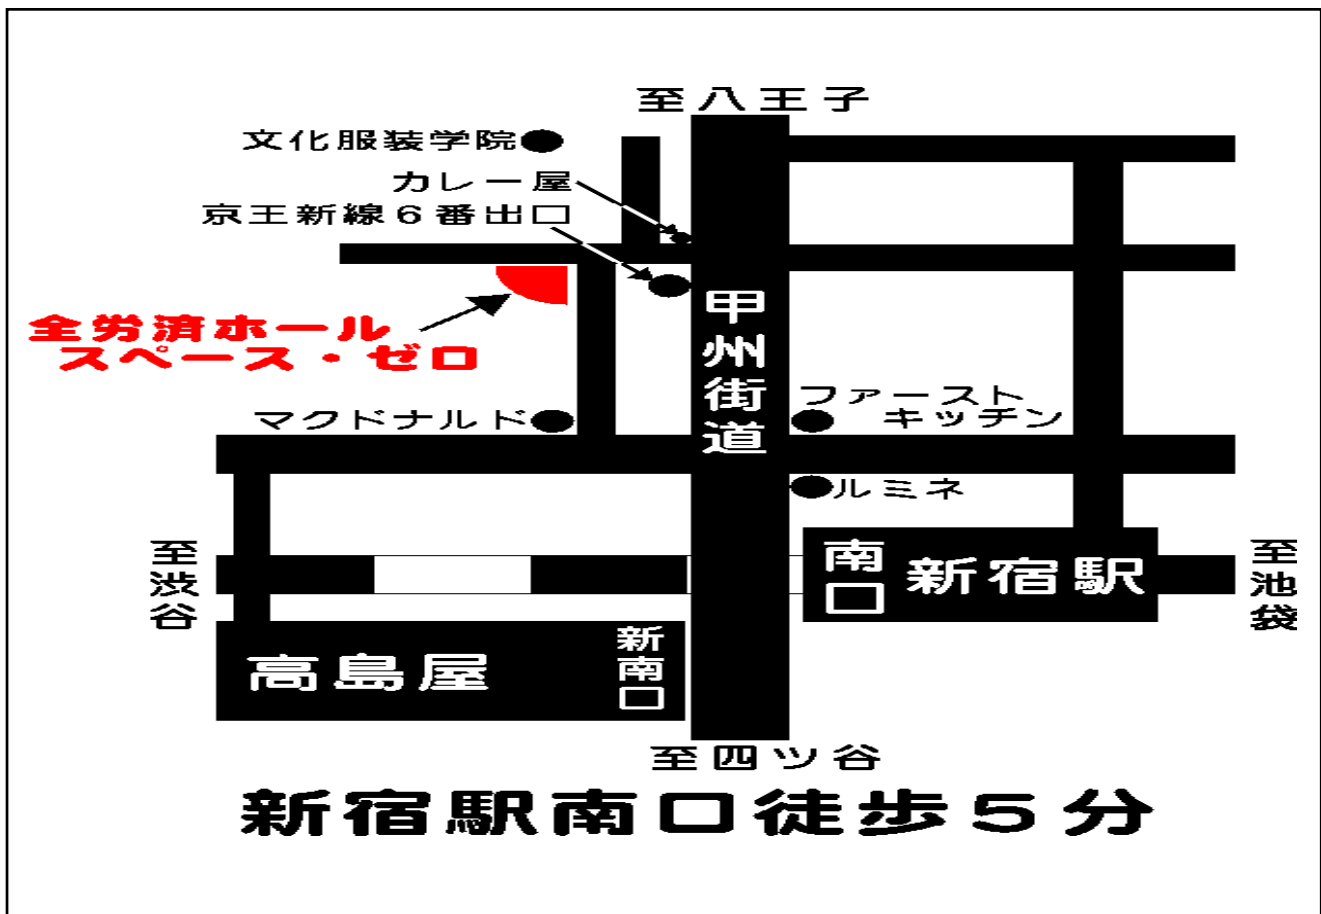 至八王子
文化服装学院
カレー屋
京王新線6番出口
全労済ホール
スペース・ゼロ
甲州街道
ファースト
キッチン
マクドナルド
ルミネ
至渋谷
南口
新宿駅
至池袋
高島屋
新南口
至四ツ谷
新宿駅南口徒歩5分